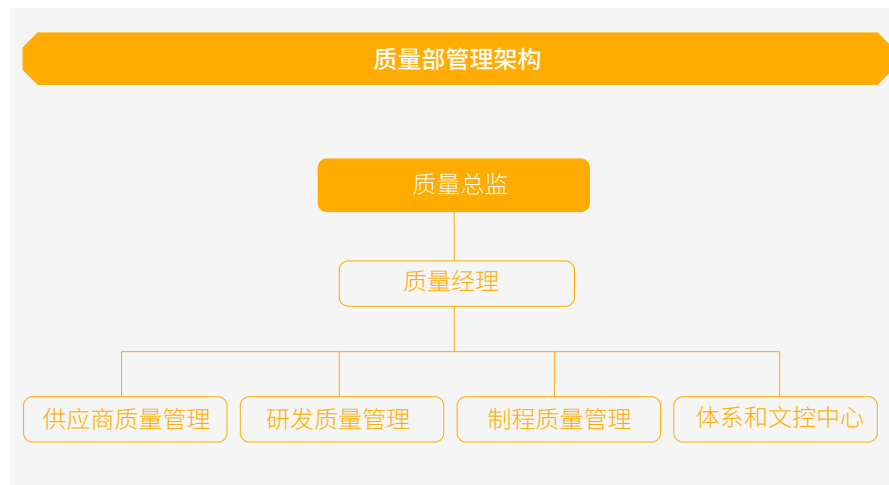 质量部管理架构
质量总监
质量经理
供应商质量管理
研发质量管理
制程质量管理
体系和文控中心